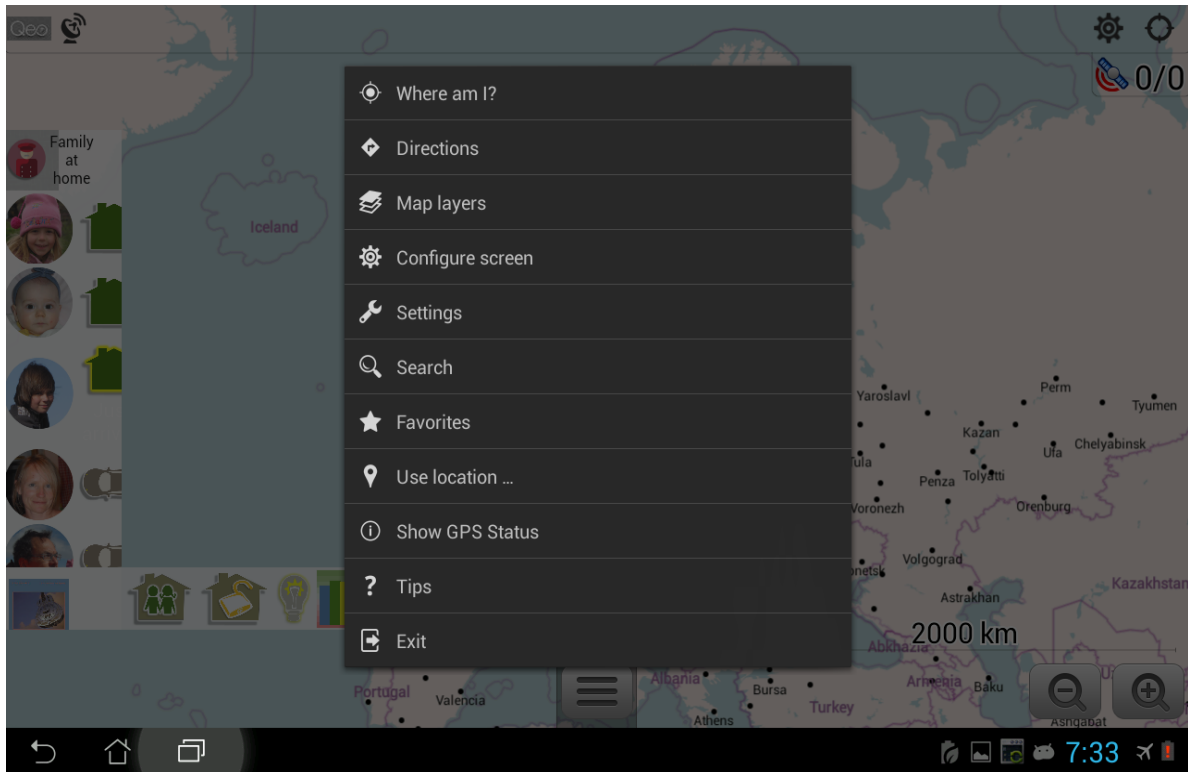 Qeo
0/0
Family
at
home
Iceland
Where am I?
Directions
Map layers
Configure screen
Settings
Search
Favorites
Use location ...
Show GPS Status
Tips
Exit
Perm
Yaroslavl
Tyumen
Kazan
Chelyabinsk
Ufa
Tula
Penza
Tolyatti
Voronezh
Orenburg
Volgograd
Kazakhstan
Astrakhan
2000 km
Abkhazia
Albania
Armenia
Portugal
Valencia
Bursa
Baku
Turkey
Athens
Ashgabat
7:33